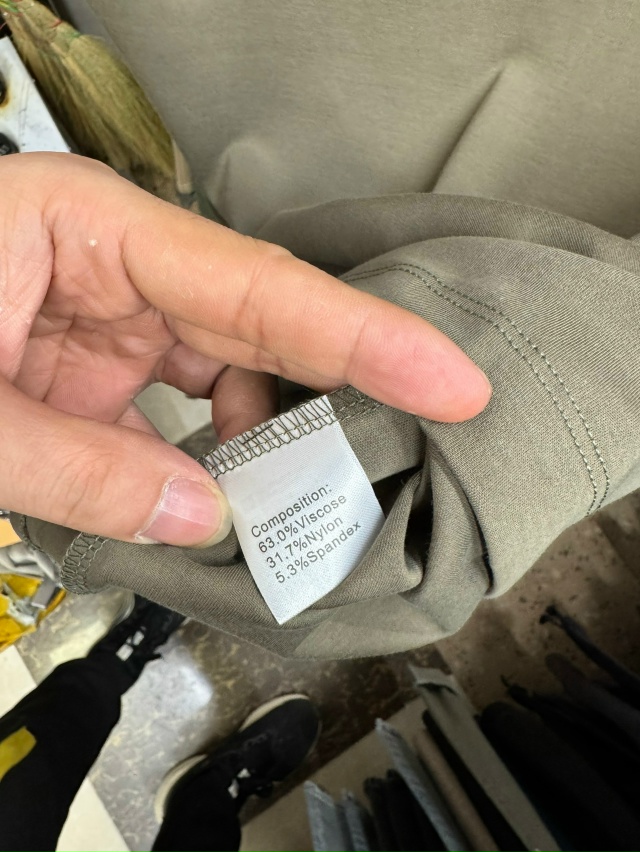 Composition:
63.0%Viscose
31.7%Nylon
5.3%Spandex